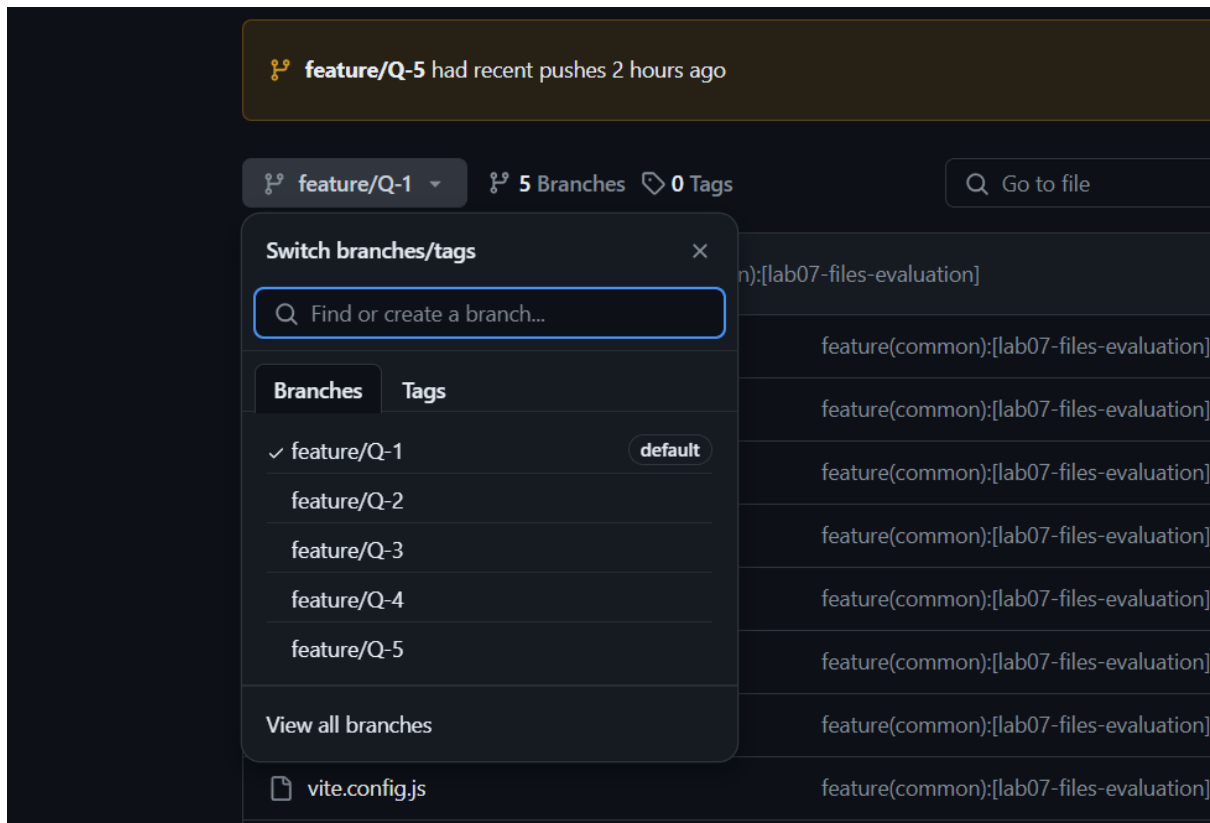 feature/Q-5 had recent pushes 2 hours ago
feature/Q-1 5 Branches 0 Tags Go to file
Switch branches/tags
n):[lab07-files-evaluation]
Find or create a branch...
feature(common):[lab07-files-evaluation]
Branches Tags
feature(common):[lab07-files-evaluation]
feature/Q-1 default
feature(common):[lab07-files-evaluation]
feature/Q-2
feature/Q-3
feature(common):[lab07-files-evaluation]
feature/Q-4
feature(common):[lab07-files-evaluation]
feature/Q-5
feature(common):[lab07-files-evaluation]
View all branches
feature(common):[lab07-files-evaluation]
vite.config.js
feature(common):[lab07-files-evaluation]